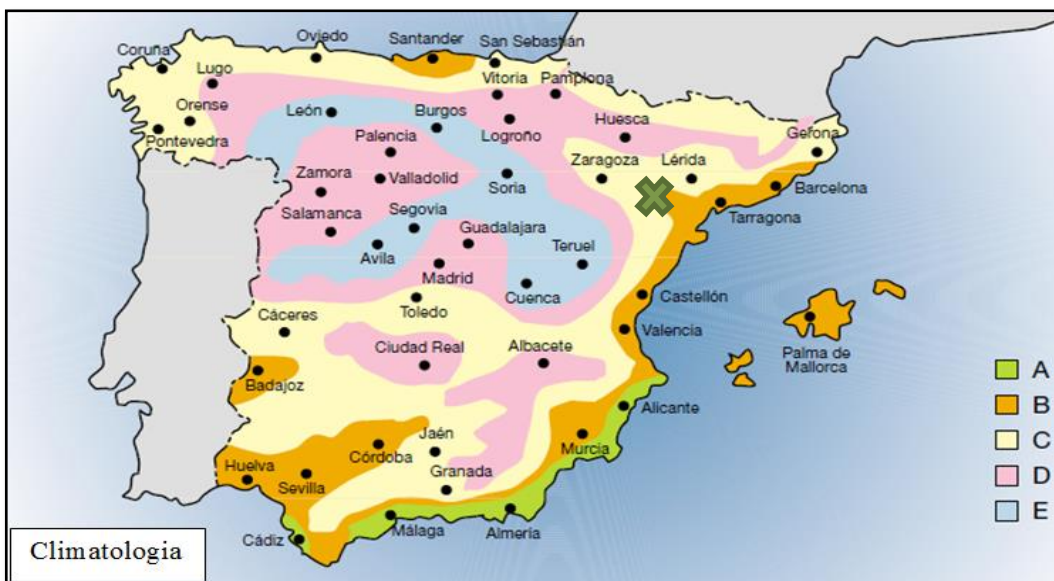 Coruña
Oviedo
Santander
San Sebastián
Lugo
Vitoria
Pamplona
Orense
León
Burgos
Logroño
Huesca
Gerona
Pontevedra
Palencia
Zaragoza
Lérida
Zamora
Valladolid
Soria
Barcelona
Salamanca
Segovia
Guadalajara
Tarragona
Avila
Madrid
Teruel
Cuenca
Toledo
Castellón
Cáceres
Valencia
Ciudad Real
Albacete
Palma de
Mallorca
Badajoz
Alicante
Jaén
Murcia
Córdoba
Huelva
Sevilla
Granada
Cádiz
Málaga
Almería
A
B
C
D
E
Climatologia